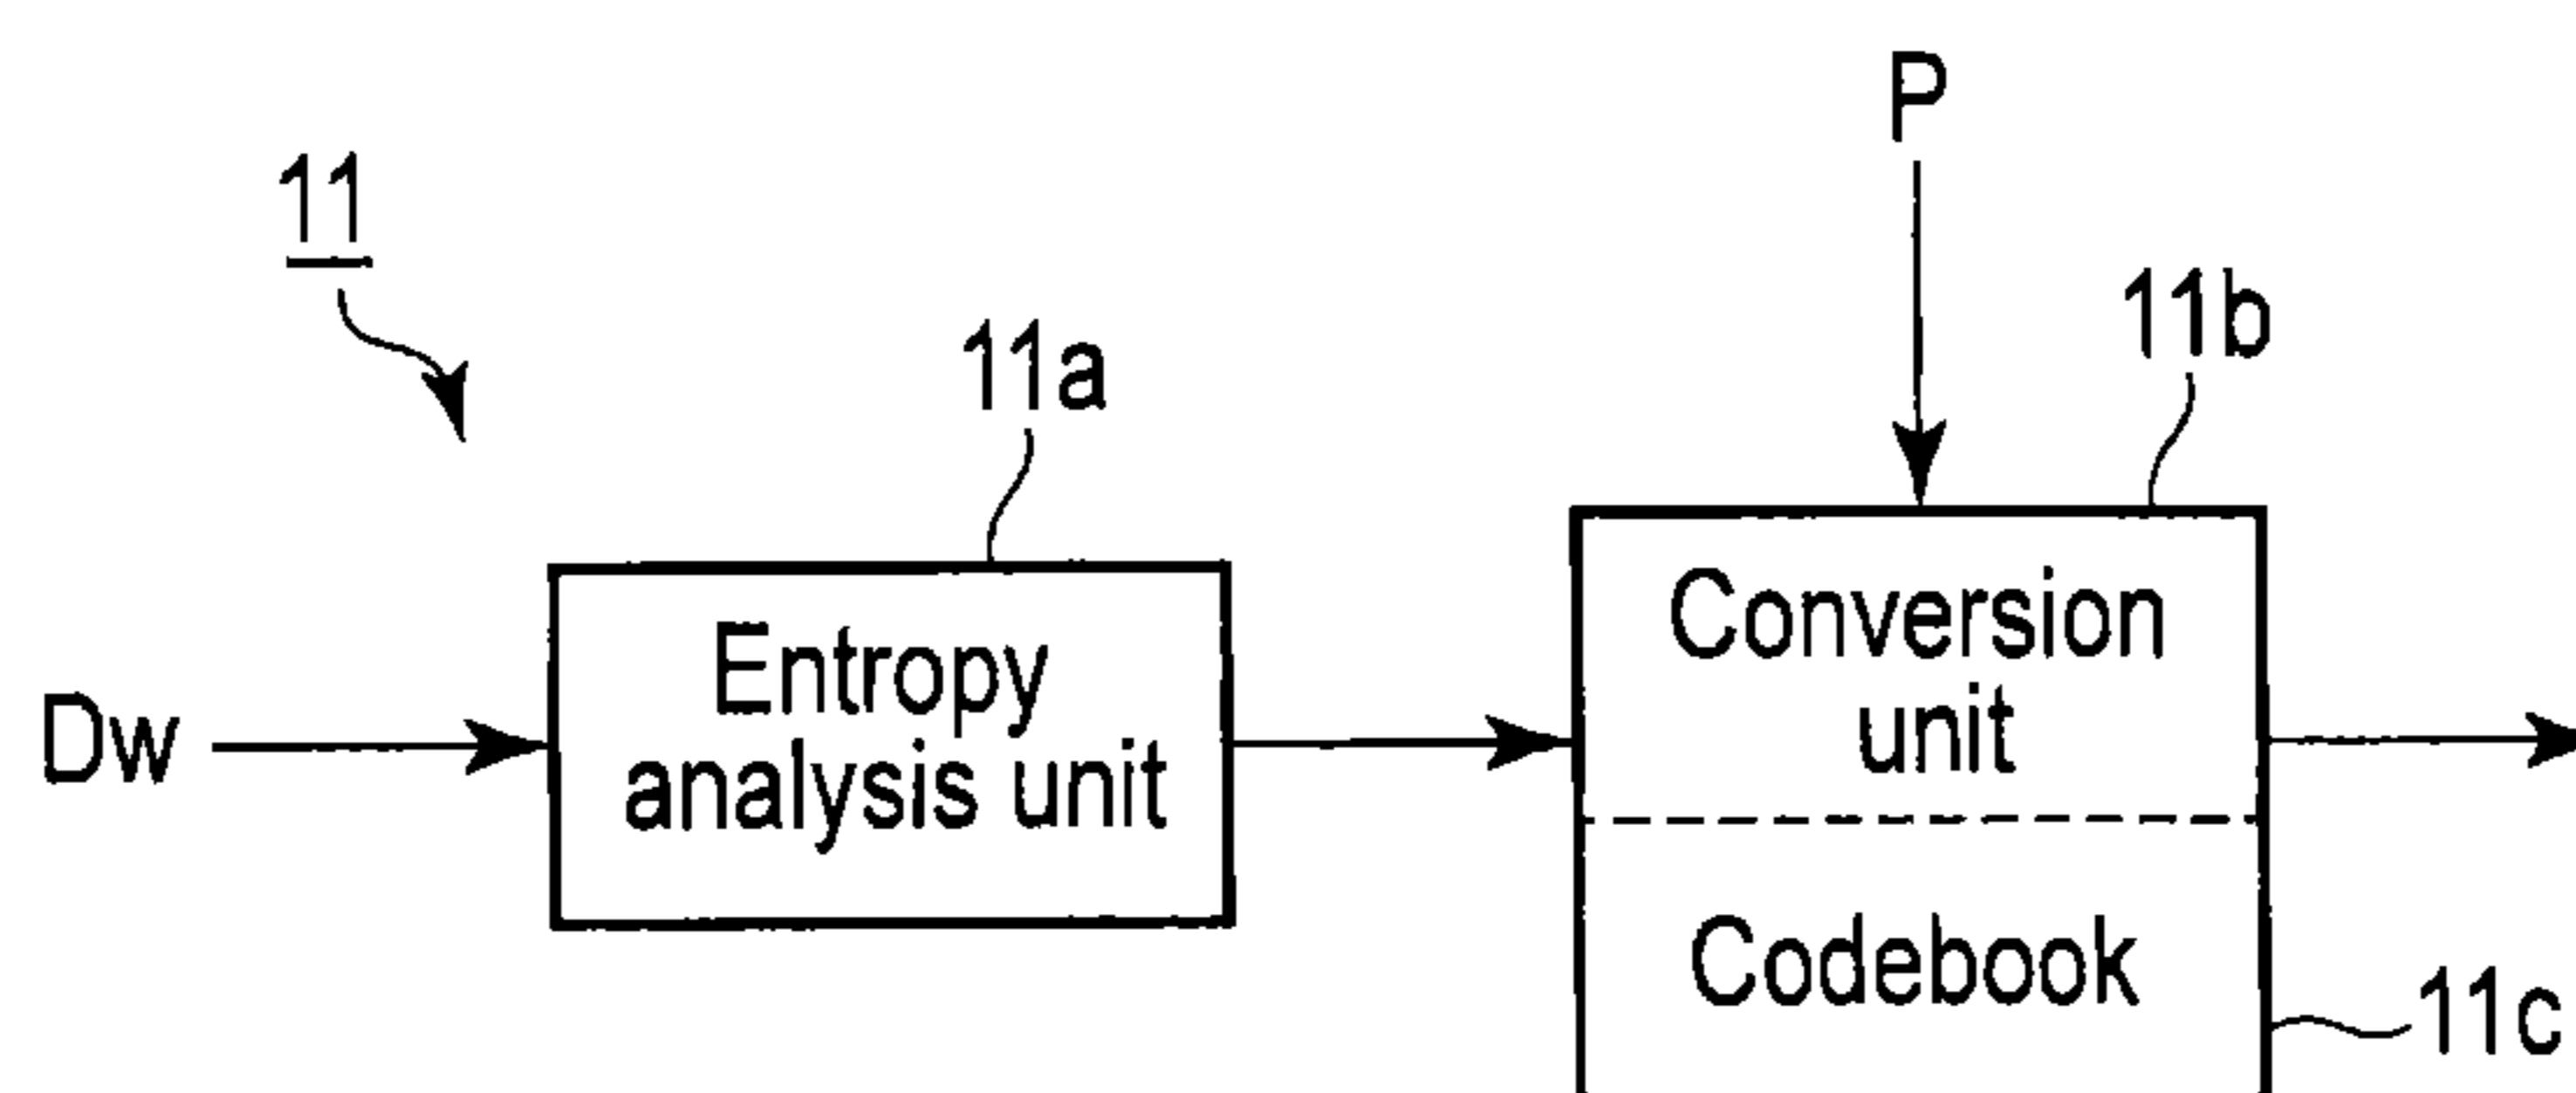 P
11
11b
11a
Conversion
unit
Entropy
analysis unit
Dw
Codebook
11c